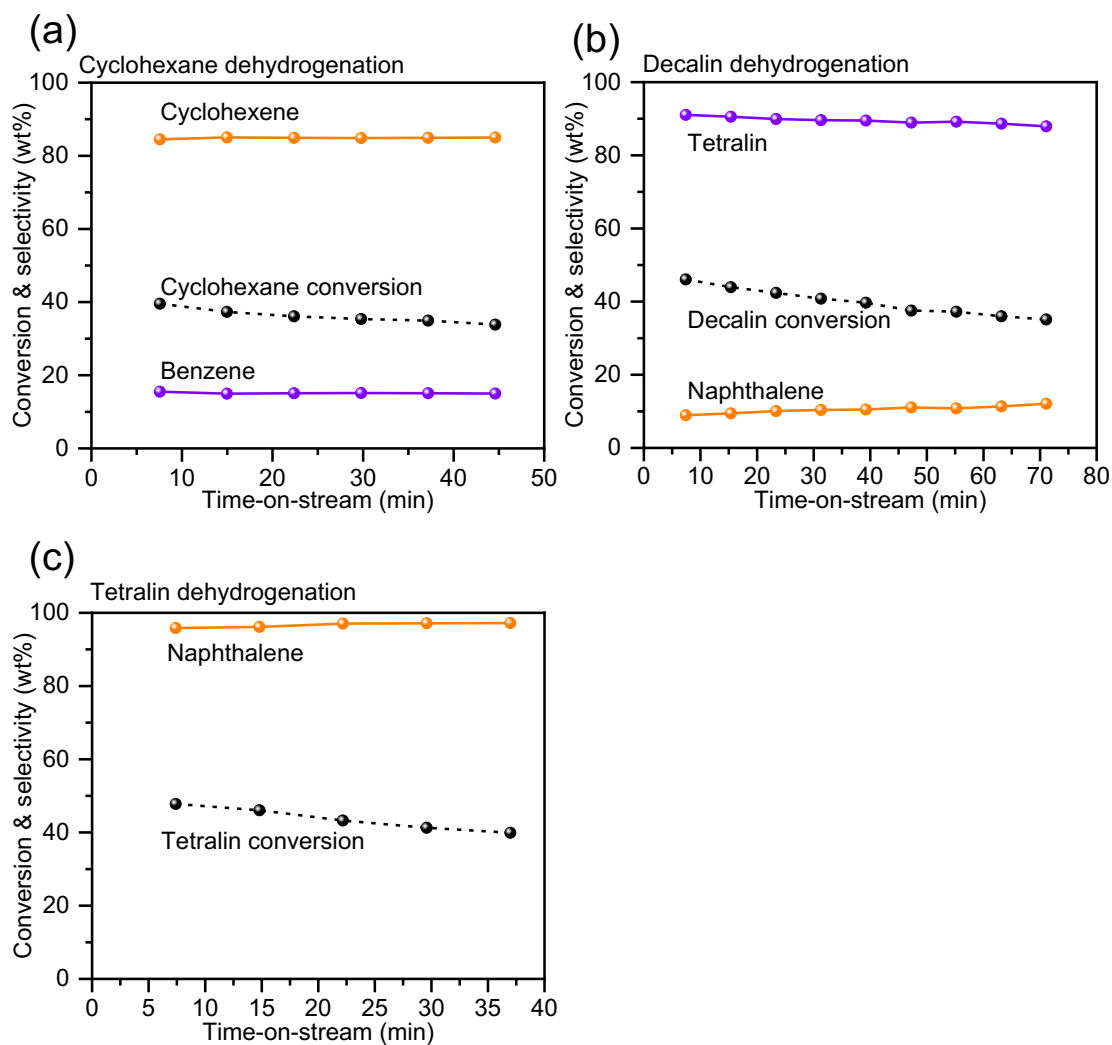 (a)
Cyclohexane dehydrogenation
Conversion & selectivity (wt%)
100
80
60
40
20
0
Cyclohexene
Cyclohexane conversion
Benzene
0 10 20 30 40 50
Time-on-stream (min)
(b)
Decalin dehydrogenation
Conversion & selectivity (wt%)
100
80
60
40
20
0
Tetralin
Decalin conversion
Naphthalene
0 10 20 30 40 50 60 70 80
Time-on-stream (min)
(c)
Tetralin dehydrogenation
Conversion & selectivity (wt%)
100
80
60
40
20
0
Naphthalene
Tetralin conversion
0 5 10 15 20 25 30 35 40
Time-on-stream (min)